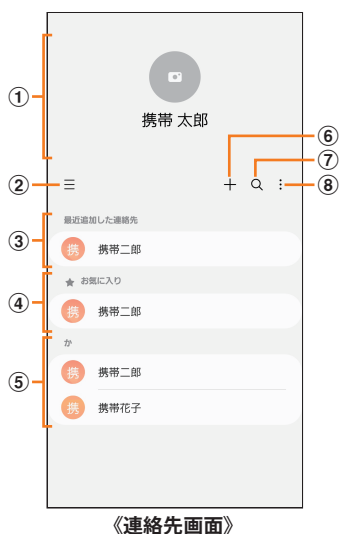 ①
携帯 太郎
⑥
⑦
② ⑧
最近追加した連絡先
③
携 携帯二郎
★ お気に入り
④
携 携帯二郎
か
携 携帯二郎
⑤
携 携帯花子
《連絡先画面》